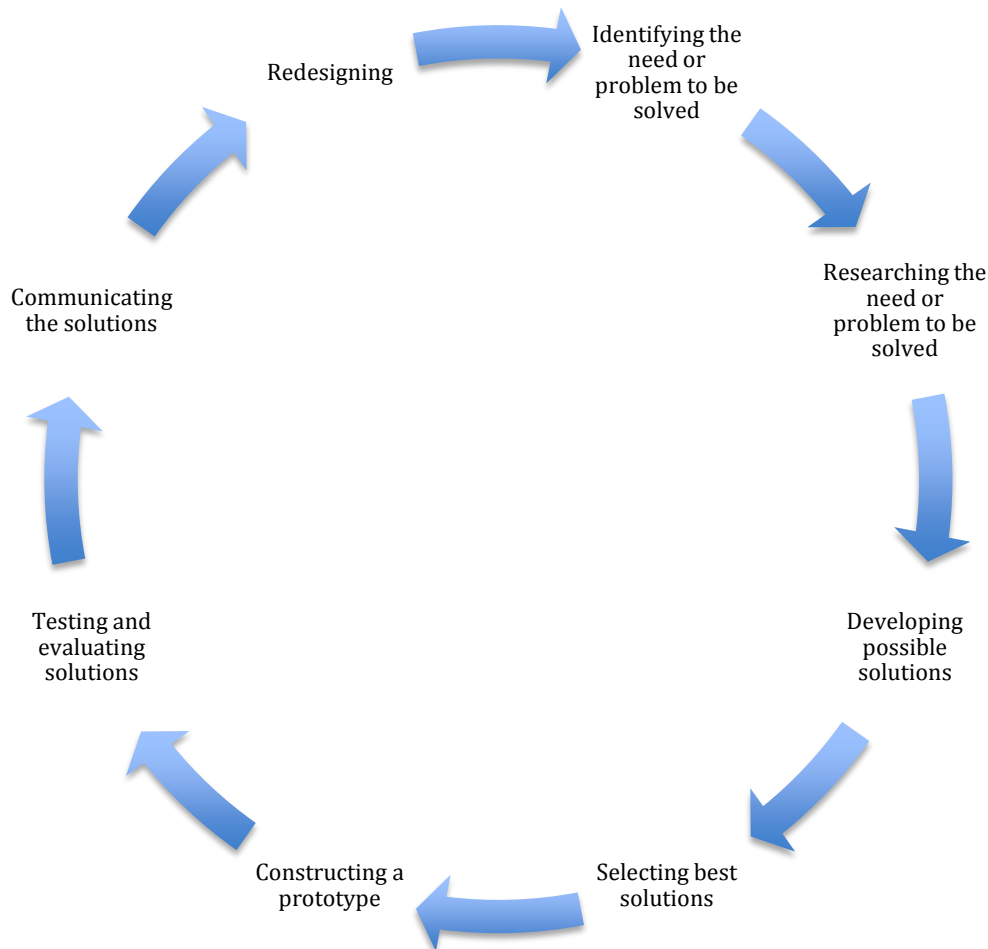 Identifying the
need or
problem to be
solved
Researching the
need or
problem to be
solved
Developing
possible
solutions
Selecting best
solutions
Constructing a
prototype
Testing and
evaluating
solutions
Communicating
the solutions
Redesigning